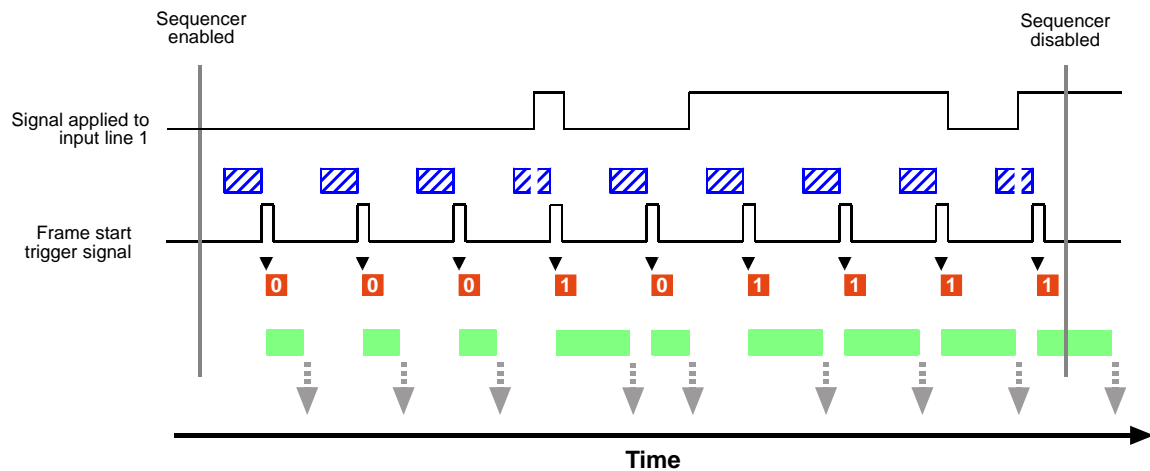 Sequencer
enabled
Sequencer
disabled
Signal applied to
input line 1
Frame start
trigger signal
0 0 0 1 0 1 1 1 1
Time